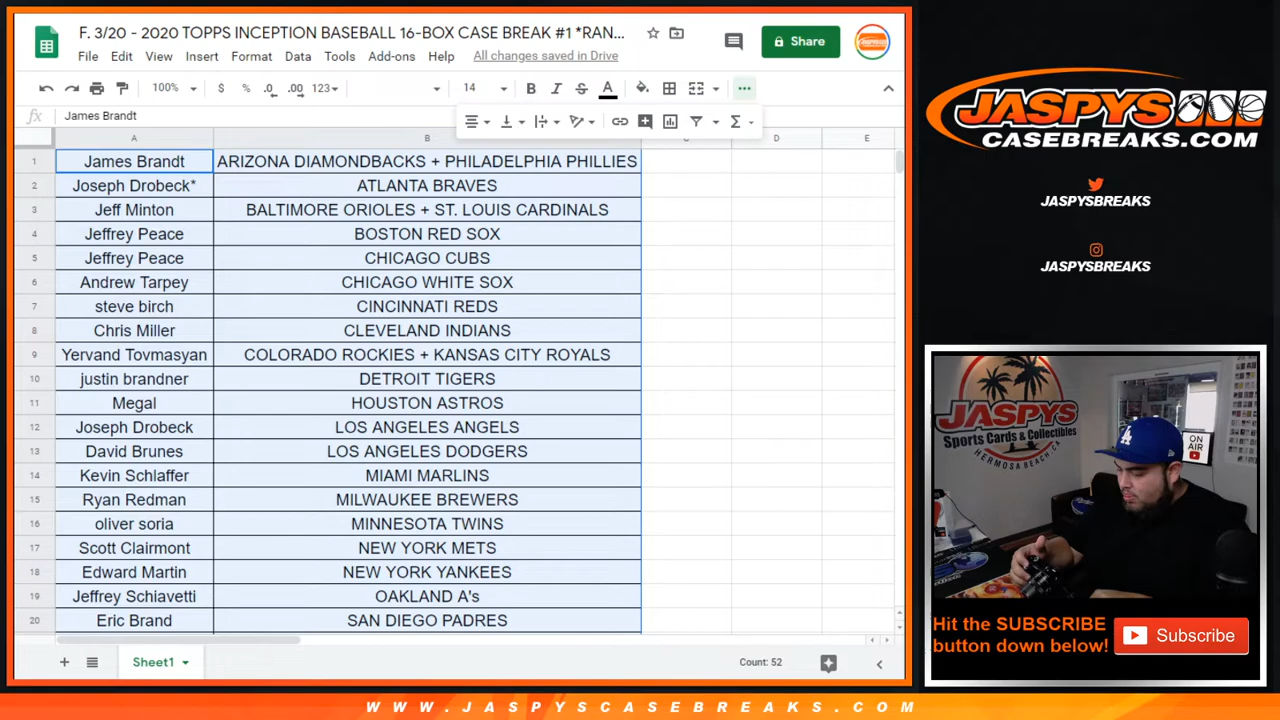 F. 3/20 - 2020 TOPPS INCEPTION BASEBALL 16-BOX CASE BREAK #1 *RAN...
Share
File Edit View Insert Format Data Tools Add-ons Help All changes saved in Drive
100% $ % .0 .00 123 14 B I S A
fx James Brandt
A B C D E
1 James Brandt ARIZONA DIAMONDBACKS + PHILADELPHIA PHILLIES
2 Joseph Drobeck* ATLANTA BRAVES
3 Jeff Minton BALTIMORE ORIOLES + ST. LOUIS CARDINALS
4 Jeffrey Peace BOSTON RED SOX
5 Jeffrey Peace CHICAGO CUBS
6 Andrew Tarpey CHICAGO WHITE SOX
7 steve birch CINCINNATI REDS
8 Chris Miller CLEVELAND INDIANS
9 Yervand Tovmasyan COLORADO ROCKIES + KANSAS CITY ROYALS
10 justin brandner DETROIT TIGERS
11 Megal HOUSTON ASTROS
12 Joseph Drobeck LOS ANGELES ANGELS
13 David Brunes LOS ANGELES DODGERS
14 Kevin Schlaffer MIAMI MARLINS
15 Ryan Redman MILWAUKEE BREWERS
16 oliver soria MINNESOTA TWINS
17 Scott Clairmont NEW YORK METS
18 Edward Martin NEW YORK YANKEES
19 Jeffrey Schiavetti OAKLAND A's
20 Eric Brand SAN DIEGO PADRES
Sheet1
Count: 52
JASPYS
CASEBREAKS.COM
JASPYSBREAKS
JASPYSBREAKS
JASPYS
Sports Cards & Collectibles
HERMOSA BEACH, CA
ON
AIR
Hit the SUBSCRIBE
button down below!
Subscribe
WWW.JASPYSCASEBREAKS.COM